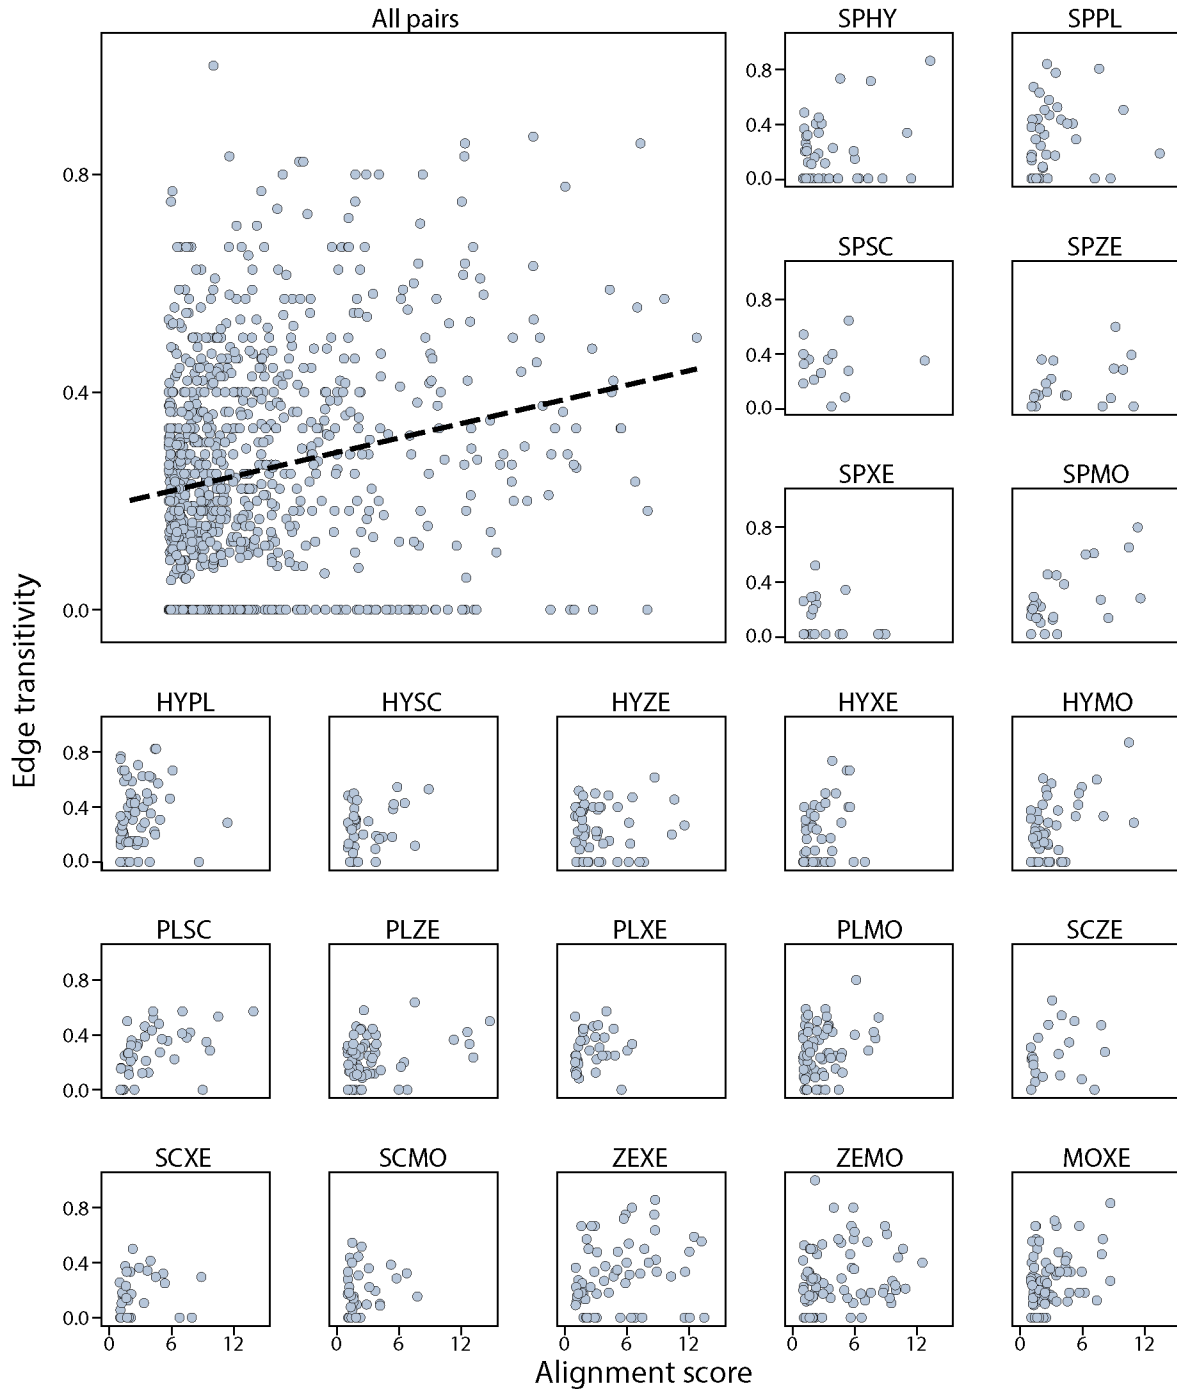 All pairs SPHY SPPL
0.8 0.8
0.4
0.0
SPSC SPZE
0.8
0.4 0.4
0.0
SPXE SPMO
0.8
0.4
0.0 0.0
Edge transitivity
HYPL HYSC HYZE HYXE HYMO
0.8
0.4
0.0
PLSC PLZE PLXE PLMO SCZE
0.8
0.4
0.0
SCXE SCMO ZEXE ZEMO MOXE
0.8
0.4
0.0
0 6 12 0 6 12 0 6 12 0 6 12 0 6 12
Alignment score